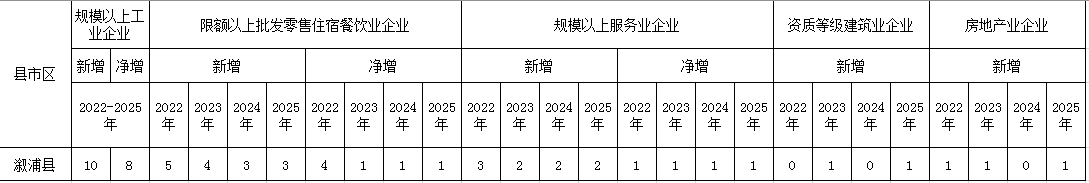 县市区 规模以上工业企业 限额以上批发零售住宿餐饮业企业 规模以上服务业企业 资质等级建筑业企业 房地产业企业
新增 净增 新增 净增 新增 净增 新增 新增
2022-2025年 2022年 2023年 2024年 2025年 2022年 2023年 2024年 2025年 2022年 2023年 2024年 2025年 2022年 2023年 2024年 2025年 2022年 2023年 2024年 2025年 2022年 2023年 2024年 2025年
溆浦县 10 8 5 4 3 3 4 1 1 1 3 2 2 2 1 1 1 1 0 1 0 1 1 1 0 1